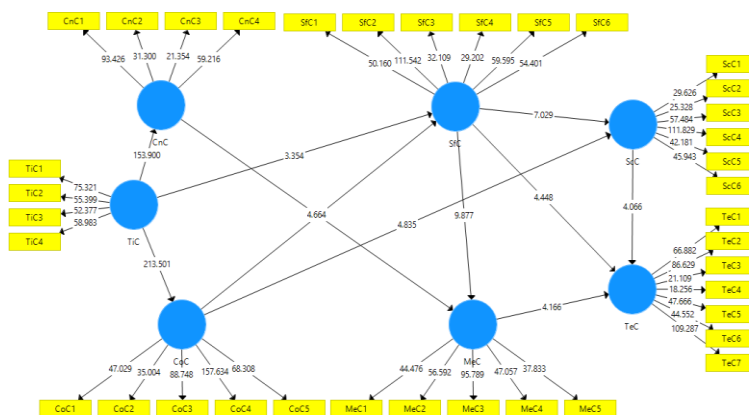 CnC1
CnC2
CnC3
CnC4
SfC1
SfC2
SfC3
SfC4
SfC5
SfC6
93.426
31.300
21.354
59.216
50.160
111.542
32.109
29.202
59.595
54.401
ScC1
ScC2
ScC3
ScC4
ScC5
ScC6
29.626
25.328
57.484
111.829
42.181
45.943
CnC
SfC
ScC
7.029
153.900
3.354
TiC1
TiC2
TiC3
TiC4
75.321
55.399
52.377
58.983
TiC
4.664
4.835
9.877
4.448
4.066
213.501
TeC1
TeC2
TeC3
TeC4
TeC5
TeC6
TeC7
66.882
86.629
21.109
18.256
47.666
44.552
109.287
4.166
TeC
CoC
MeC
47.029
35.004
88.748
157.634
68.308
44.476
56.592
95.789
47.057
37.833
CoC1
CoC2
CoC3
CoC4
CoC5
MeC1
MeC2
MeC3
MeC4
MeC5